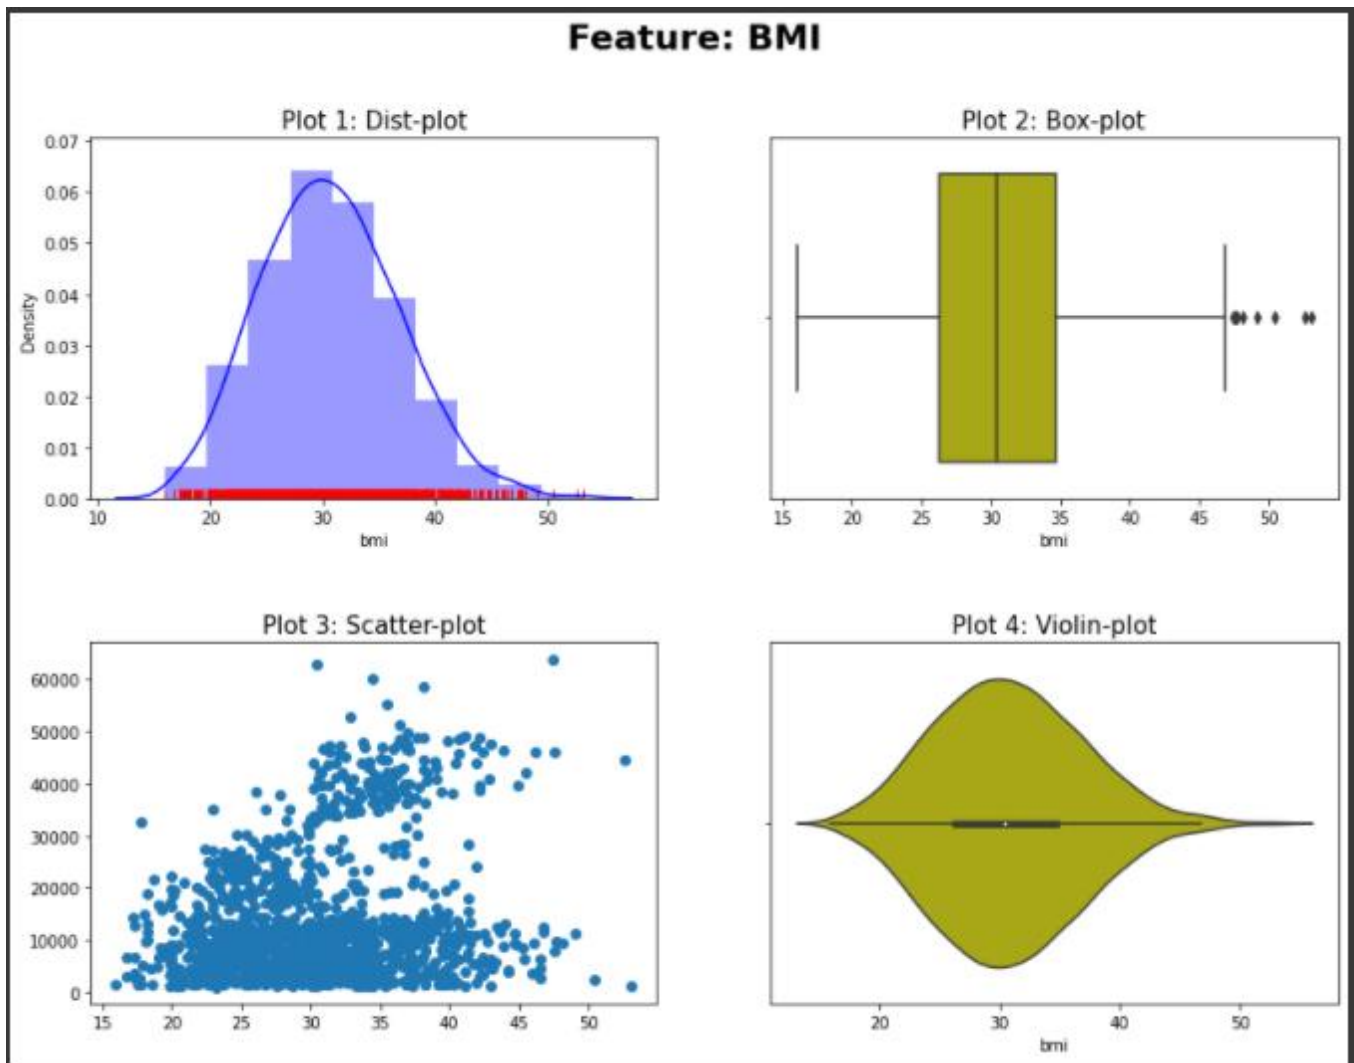 Feature: BMI
Plot 1: Dist-plot
0.07
0.06
0.05
0.04
0.03
0.02
0.01
0.00
Density
10 20 30 40 50
bmi
Plot 2: Box-plot
15 20 25 30 35 40 45 50
bmi
Plot 3: Scatter-plot
60000
50000
40000
30000
20000
10000
0
15 20 25 30 35 40 45 50
Plot 4: Violin-plot
20 30 40 50
bmi